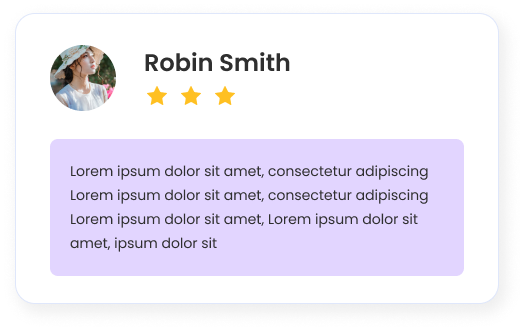 Robin Smith
Lorem ipsum dolor sit amet, consectetur adipiscing
Lorem ipsum dolor sit amet, consectetur adipiscing
Lorem ipsum dolor sit amet, Lorem ipsum dolor sit
amet, ipsum dolor sit